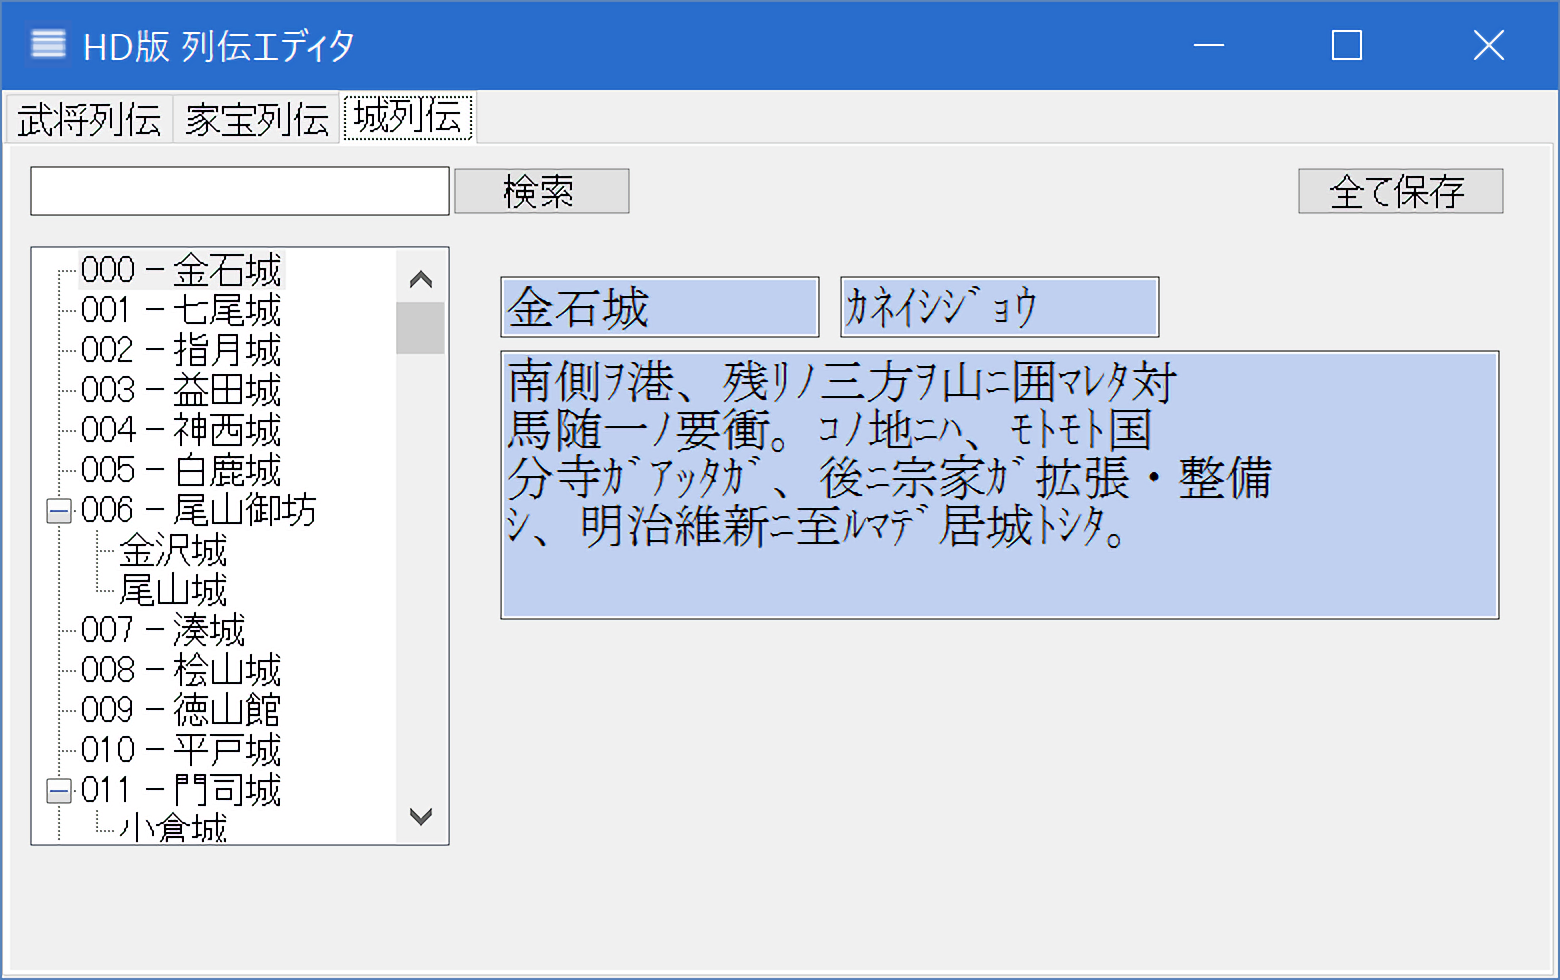 HD版 列伝エディタ
武将列伝 家宝列伝 城列伝
検索 全て保存
000 - 金石城
001 - 七尾城
002 - 指月城
003 - 益田城
004 - 神西城
005 - 白鹿城
006 - 尾山御坊
金沢城
尾山城
007 - 湊城
008 - 桧山城
009 - 徳山館
010 - 平戸城
011 - 門司城
小倉城
金石城 ｶﾈｲｼｼﾞｮｳ
南側ｦ港、残ﾘﾉ三方ｦ山ﾆ囲ﾏﾚﾀ対
馬随一ﾉ要衝。ｺﾉ地ﾆﾊ、ﾓﾄﾓﾄ国
分寺ｶﾞｱｯﾀｶﾞ、後ﾆ宗家ｶﾞ拡張・整備
ｼ、明治維新ﾆ至ﾙﾏﾃﾞ居城ﾄｼﾀ。